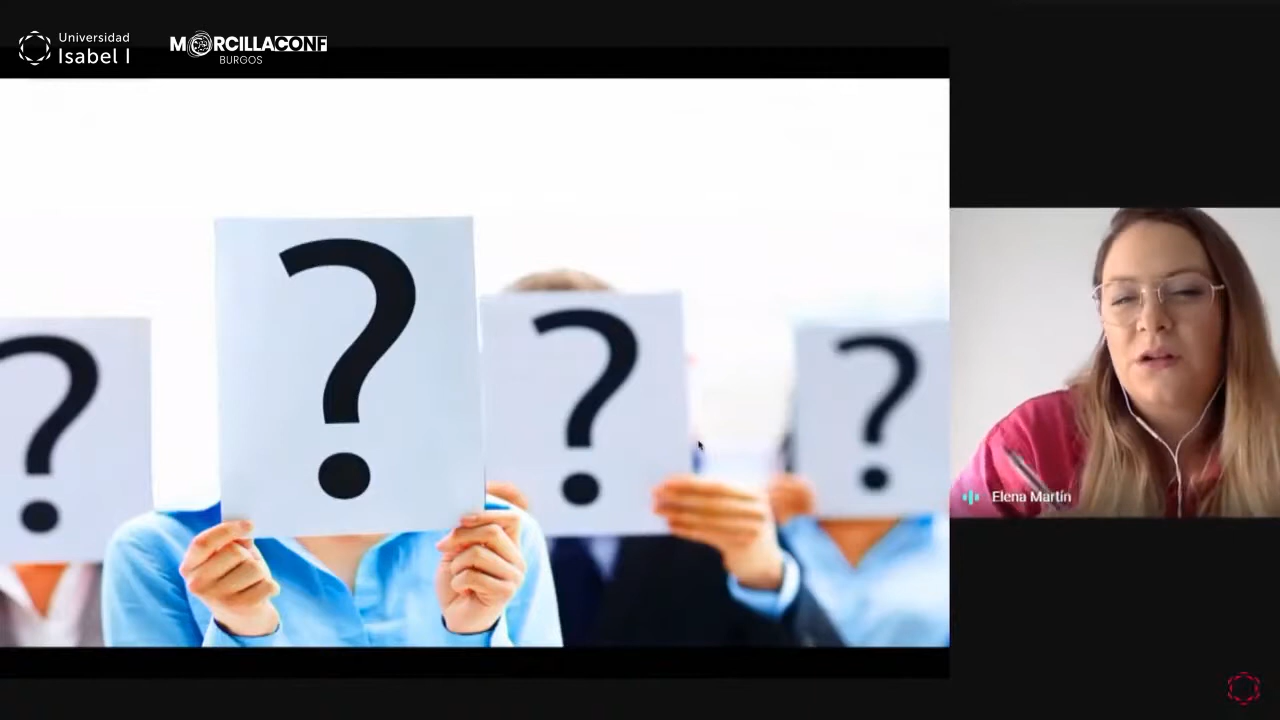 Universidad
Isabel I
MORCILLACONF
BURGOS
?
?
?
?
Elena Martín